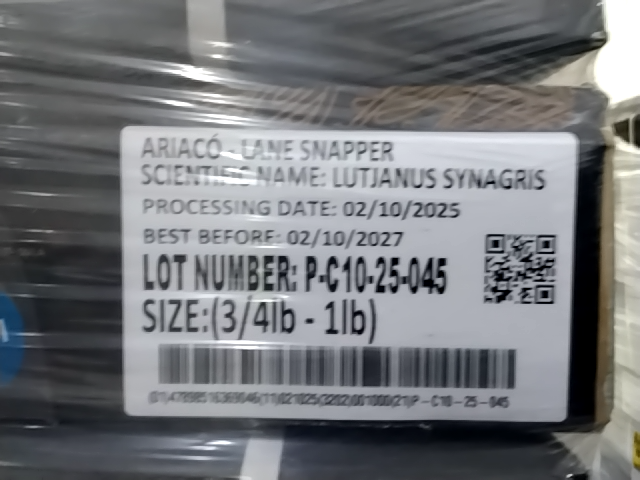 ARIACÓ - LANE SNAPPER
SCIENTIFIC NAME: LUTJANUS SYNAGRIS
PROCESSING DATE: 02/10/2025
BEST BEFORE: 02/10/2027
LOT NUMBER: P-C10-25-045
SIZE:(3/4lb - 1lb)